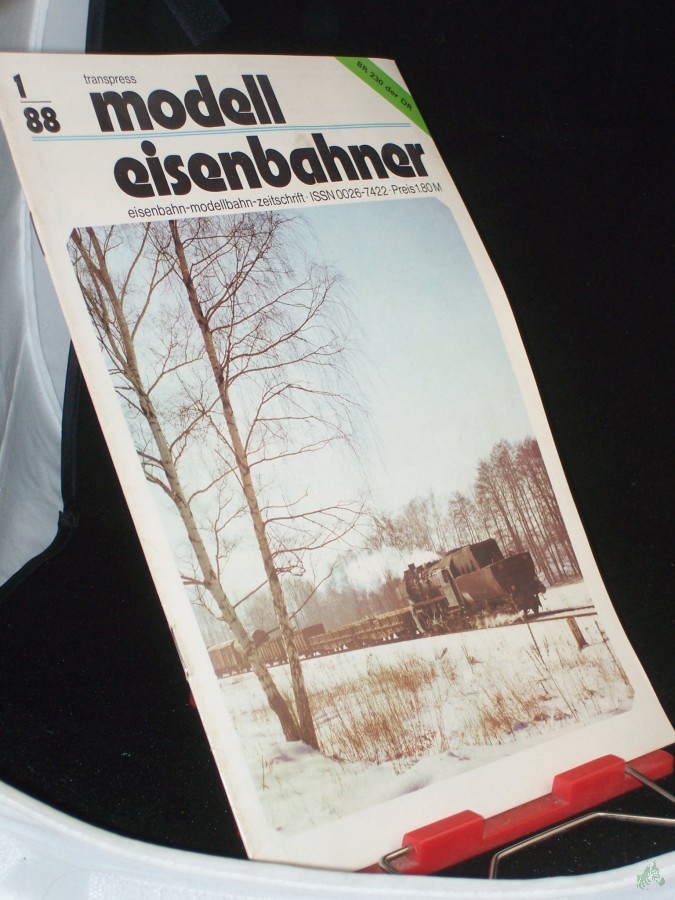 1
88
transpress
modell
eisenbahner
eisenbahn-modellbahn-zeitschrift · ISSN 0026-7422 · Preis 1.80 M
BR 230 der DR